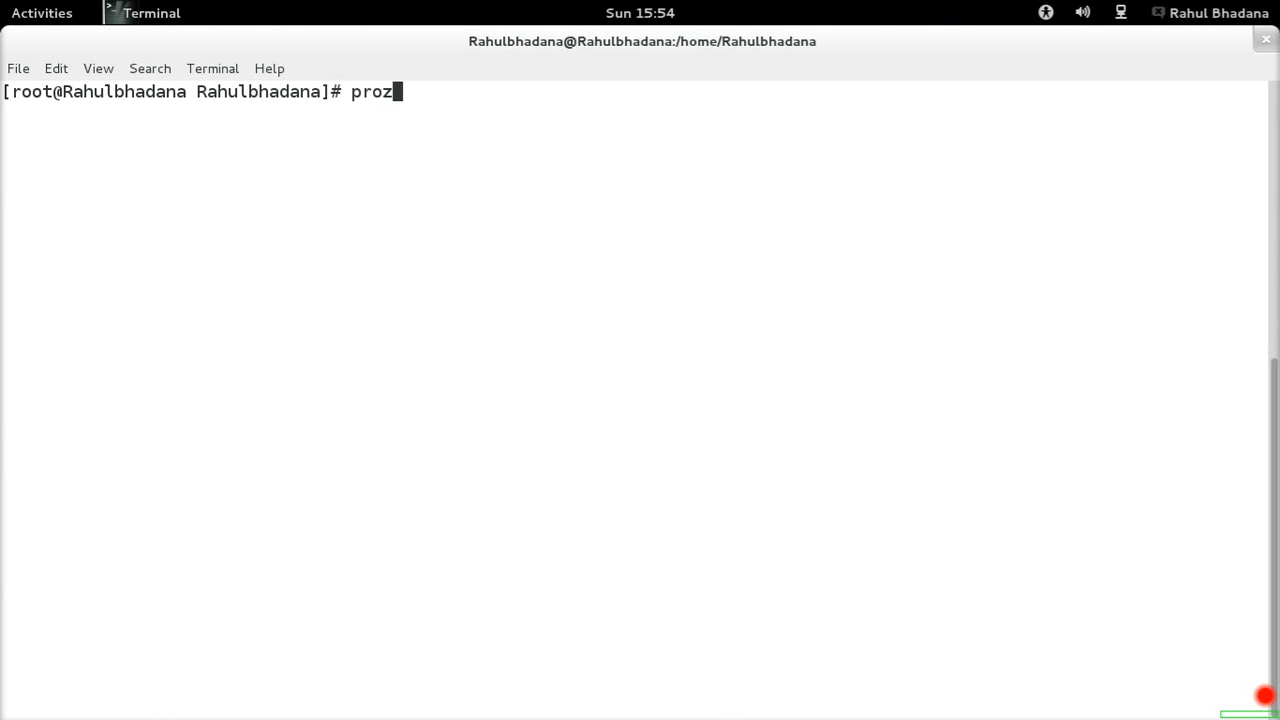 Activities Terminal Sun 15:54 Rahul Bhadana
Rahulbhadana@Rahulbhadana:/home/Rahulbhadana
File Edit View Search Terminal Help
[root@Rahulbhadana Rahulbhadana]# proz